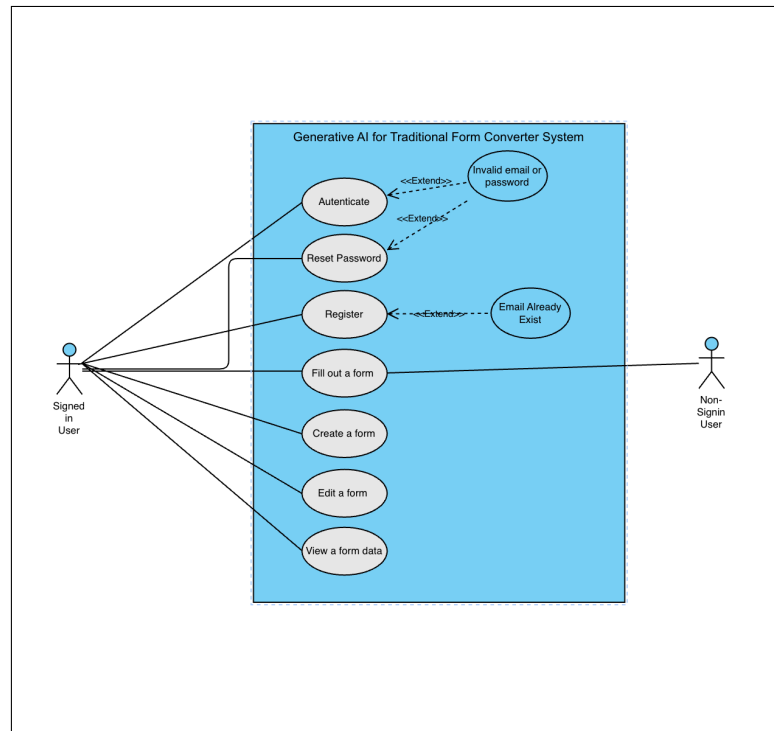 Generative AI for Traditional Form Converter System
Invalid email or
password
<<Extend>>
Autenticate
<<Extend>>
Reset Password
Email Already
Exist
<<Extend>>
Register
Fill out a form
Signed
in
User
Non-
Signin
User
Create a form
Edit a form
View a form data